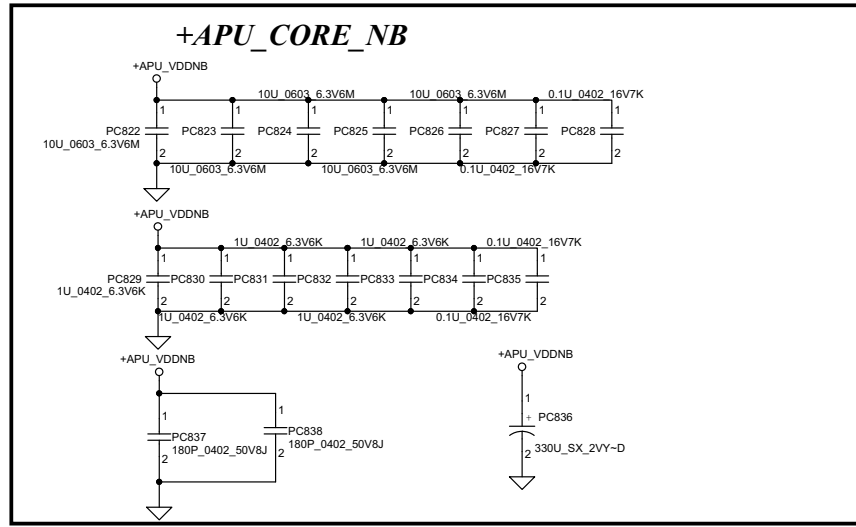 +APU_CORE_NB
+APU_VDDNB
10U_0603_6.3V6M 10U_0603_6.3V6M 0.1U_0402_16V7K
1 1 1 1 1 1 1
PC822 PC823 PC824 PC825 PC826 PC827 PC828
10U_0603_6.3V6M
2 2 2 2 2 2 2
10U_0603_6.3V6M 10U_0603_6.3V6M 0.1U_0402_16V7K
+APU_VDDNB
1U_0402_6.3V6K 1U_0402_6.3V6K 0.1U_0402_16V7K
1 1 1 1 1 1 1
PC829 PC830 PC831 PC832 PC833 PC834 PC835
1U_0402_6.3V6K
2 2 2 2 2 2 2
1U_0402_6.3V6K 1U_0402_6.3V6K 0.1U_0402_16V7K
+APU_VDDNB
1 1
PC837 PC838
180P_0402_50V8J 180P_0402_50V8J
2 2
+APU_VDDNB
1
+ PC836
2 330U_SX_2VY~D